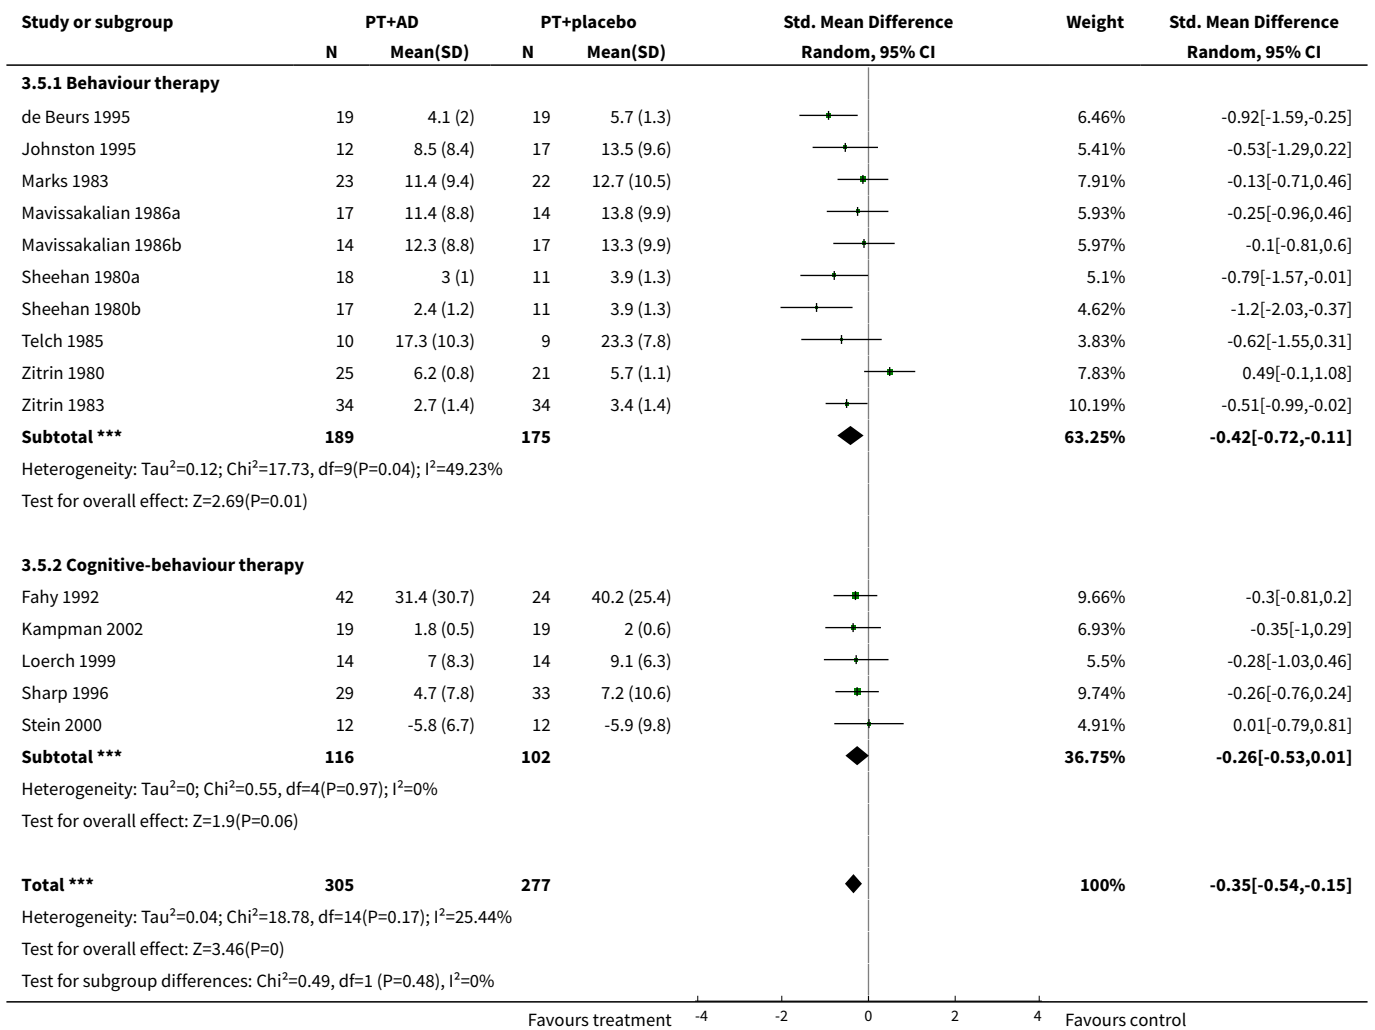 Study or subgroup PT+AD PT+placebo Std. Mean Difference Weight Std. Mean Difference
N Mean(SD) N Mean(SD) Random, 95% CI Random, 95% CI
3.5.1 Behaviour therapy
de Beurs 1995 19 4.1 (2) 19 5.7 (1.3) 6.46% -0.92[-1.59,-0.25]
Johnston 1995 12 8.5 (8.4) 17 13.5 (9.6) 5.41% -0.53[-1.29,0.22]
Marks 1983 23 11.4 (9.4) 22 12.7 (10.5) 7.91% -0.13[-0.71,0.46]
Mavissakalian 1986a 17 11.4 (8.8) 14 13.8 (9.9) 5.93% -0.25[-0.96,0.46]
Mavissakalian 1986b 14 12.3 (8.8) 17 13.3 (9.9) 5.97% -0.1[-0.81,0.6]
Sheehan 1980a 18 3 (1) 11 3.9 (1.3) 5.1% -0.79[-1.57,-0.01]
Sheehan 1980b 17 2.4 (1.2) 11 3.9 (1.3) 4.62% -1.2[-2.03,-0.37]
Telch 1985 10 17.3 (10.3) 9 23.3 (7.8) 3.83% -0.62[-1.55,0.31]
Zitrin 1980 25 6.2 (0.8) 21 5.7 (1.1) 7.83% 0.49[-0.1,1.08]
Zitrin 1983 34 2.7 (1.4) 34 3.4 (1.4) 10.19% -0.51[-0.99,-0.02]
Subtotal *** 189 175 63.25% -0.42[-0.72,-0.11]
Heterogeneity: Tau²=0.12; Chi²=17.73, df=9(P=0.04); I²=49.23%
Test for overall effect: Z=2.69(P=0.01)
3.5.2 Cognitive-behaviour therapy
Fahy 1992 42 31.4 (30.7) 24 40.2 (25.4) 9.66% -0.3[-0.81,0.2]
Kampman 2002 19 1.8 (0.5) 19 2 (0.6) 6.93% -0.35[-1,0.29]
Loerch 1999 14 7 (8.3) 14 9.1 (6.3) 5.5% -0.28[-1.03,0.46]
Sharp 1996 29 4.7 (7.8) 33 7.2 (10.6) 9.74% -0.26[-0.76,0.24]
Stein 2000 12 -5.8 (6.7) 12 -5.9 (9.8) 4.91% 0.01[-0.79,0.81]
Subtotal *** 116 102 36.75% -0.26[-0.53,0.01]
Heterogeneity: Tau²=0; Chi²=0.55, df=4(P=0.97); I²=0%
Test for overall effect: Z=1.9(P=0.06)
Total *** 305 277 100% -0.35[-0.54,-0.15]
Heterogeneity: Tau²=0.04; Chi²=18.78, df=14(P=0.17); I²=25.44%
Test for overall effect: Z=3.46(P=0)
Test for subgroup differences: Chi²=0.49, df=1 (P=0.48), I²=0%
Favours treatment -4 -2 0 2 4 Favours control